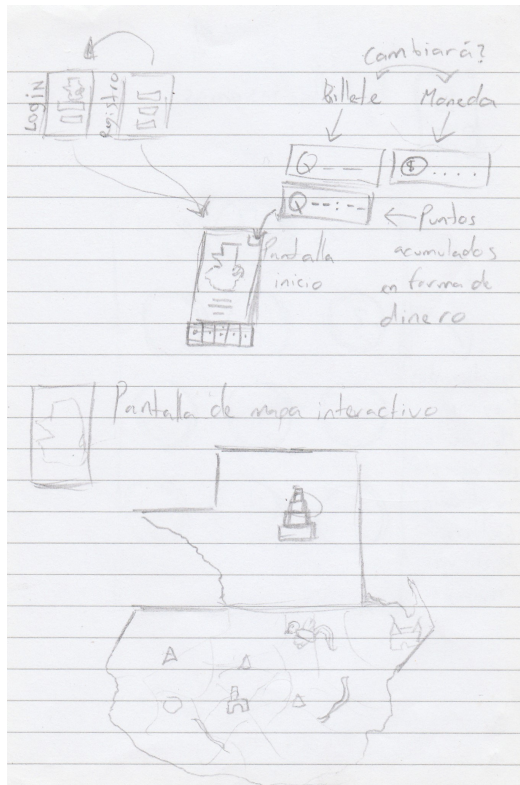 Cambiará?
Billete
Moneda
Login
Registro
Q _ _ _
$ . . . .
Q - - : - -
Puntos
acumulados
en forma de
dinero
Pantalla
inicio
Pantalla de mapa interactivo